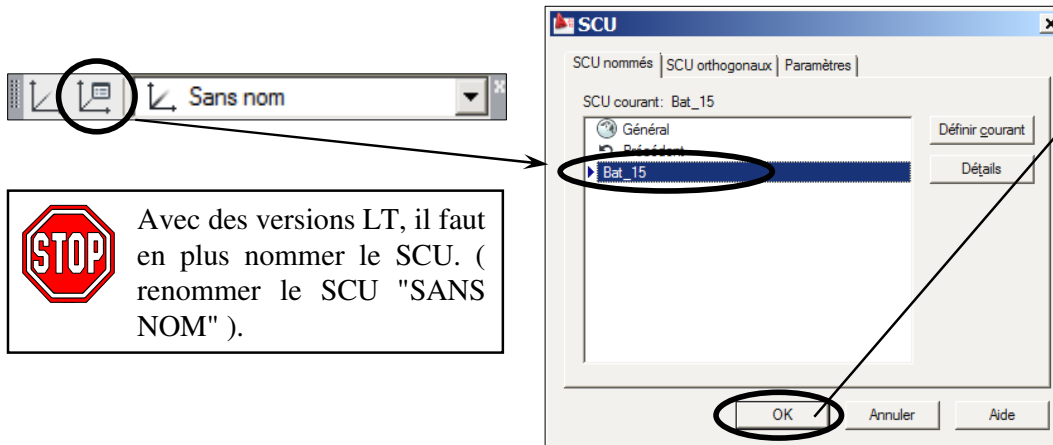 SCU
SCU nommés
SCU orthogonaux
Paramètres
Sans nom
SCU courant: Bat_15
Général
Précédent
Bat_15
Définir courant
Détails
STOP
Avec des versions LT, il faut
en plus nommer le SCU. (
renommer le SCU "SANS
NOM" ).
OK
Annuler
Aide